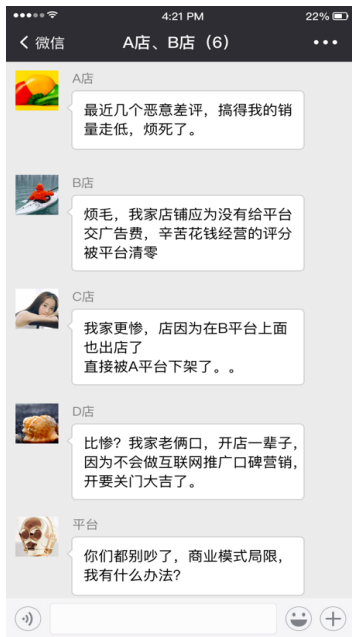 4:21 PM
22%
微信
A店、B店（6）
A店
最近几个恶意差评，搞得我的销
量走低，烦死了。
B店
烦毛，我家店铺应为没有给平台
交广告费，辛苦花钱经营的评分
被平台清零
C店
我家更惨，店因为在B平台上面
也出店了
直接被A平台下架了。。
D店
比惨？我家老俩口，开店一辈子，
因为不会做互联网推广口碑营销，
开要关门大吉了。
平台
你们都别吵了，商业模式局限，
我有什么办法？